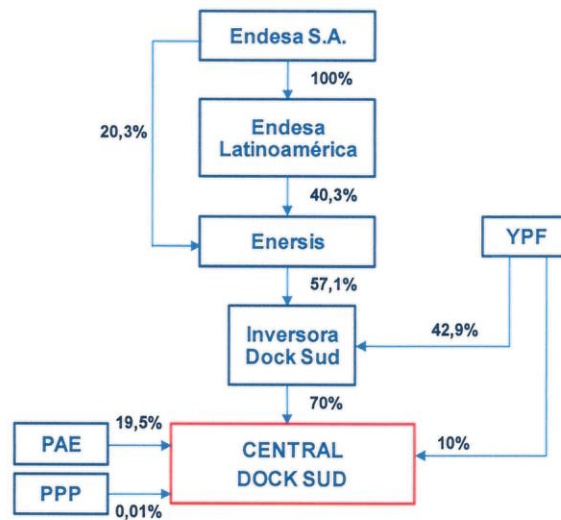 Endesa S.A.
100%
20,3%
Endesa
Latinoamérica
40,3%
Enersis
YPF
57,1%
Inversora
Dock Sud
42,9%
70%
19,5%
PAE
CENTRAL
DOCK SUD
10%
PPP
0,01%